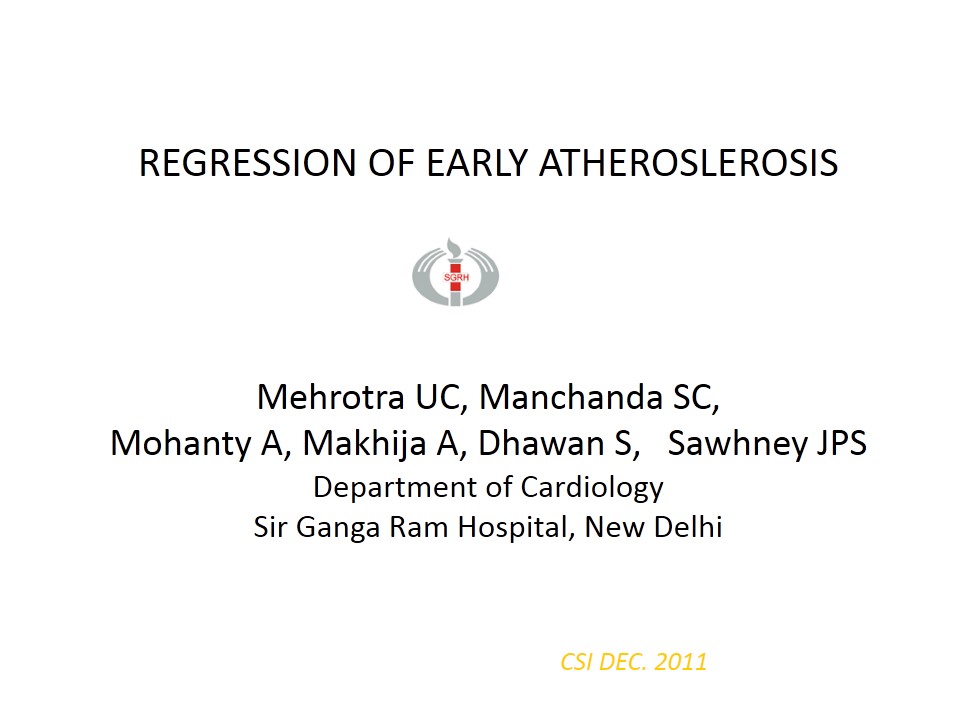 REGRESSION OF EARLY ATHEROSLEROSIS
SGRH
Mehrotra UC, Manchanda SC,
Mohanty A, Makhija A, Dhawan S, Sawhney JPS
Department of Cardiology
Sir Ganga Ram Hospital, New Delhi
CSI DEC. 2011